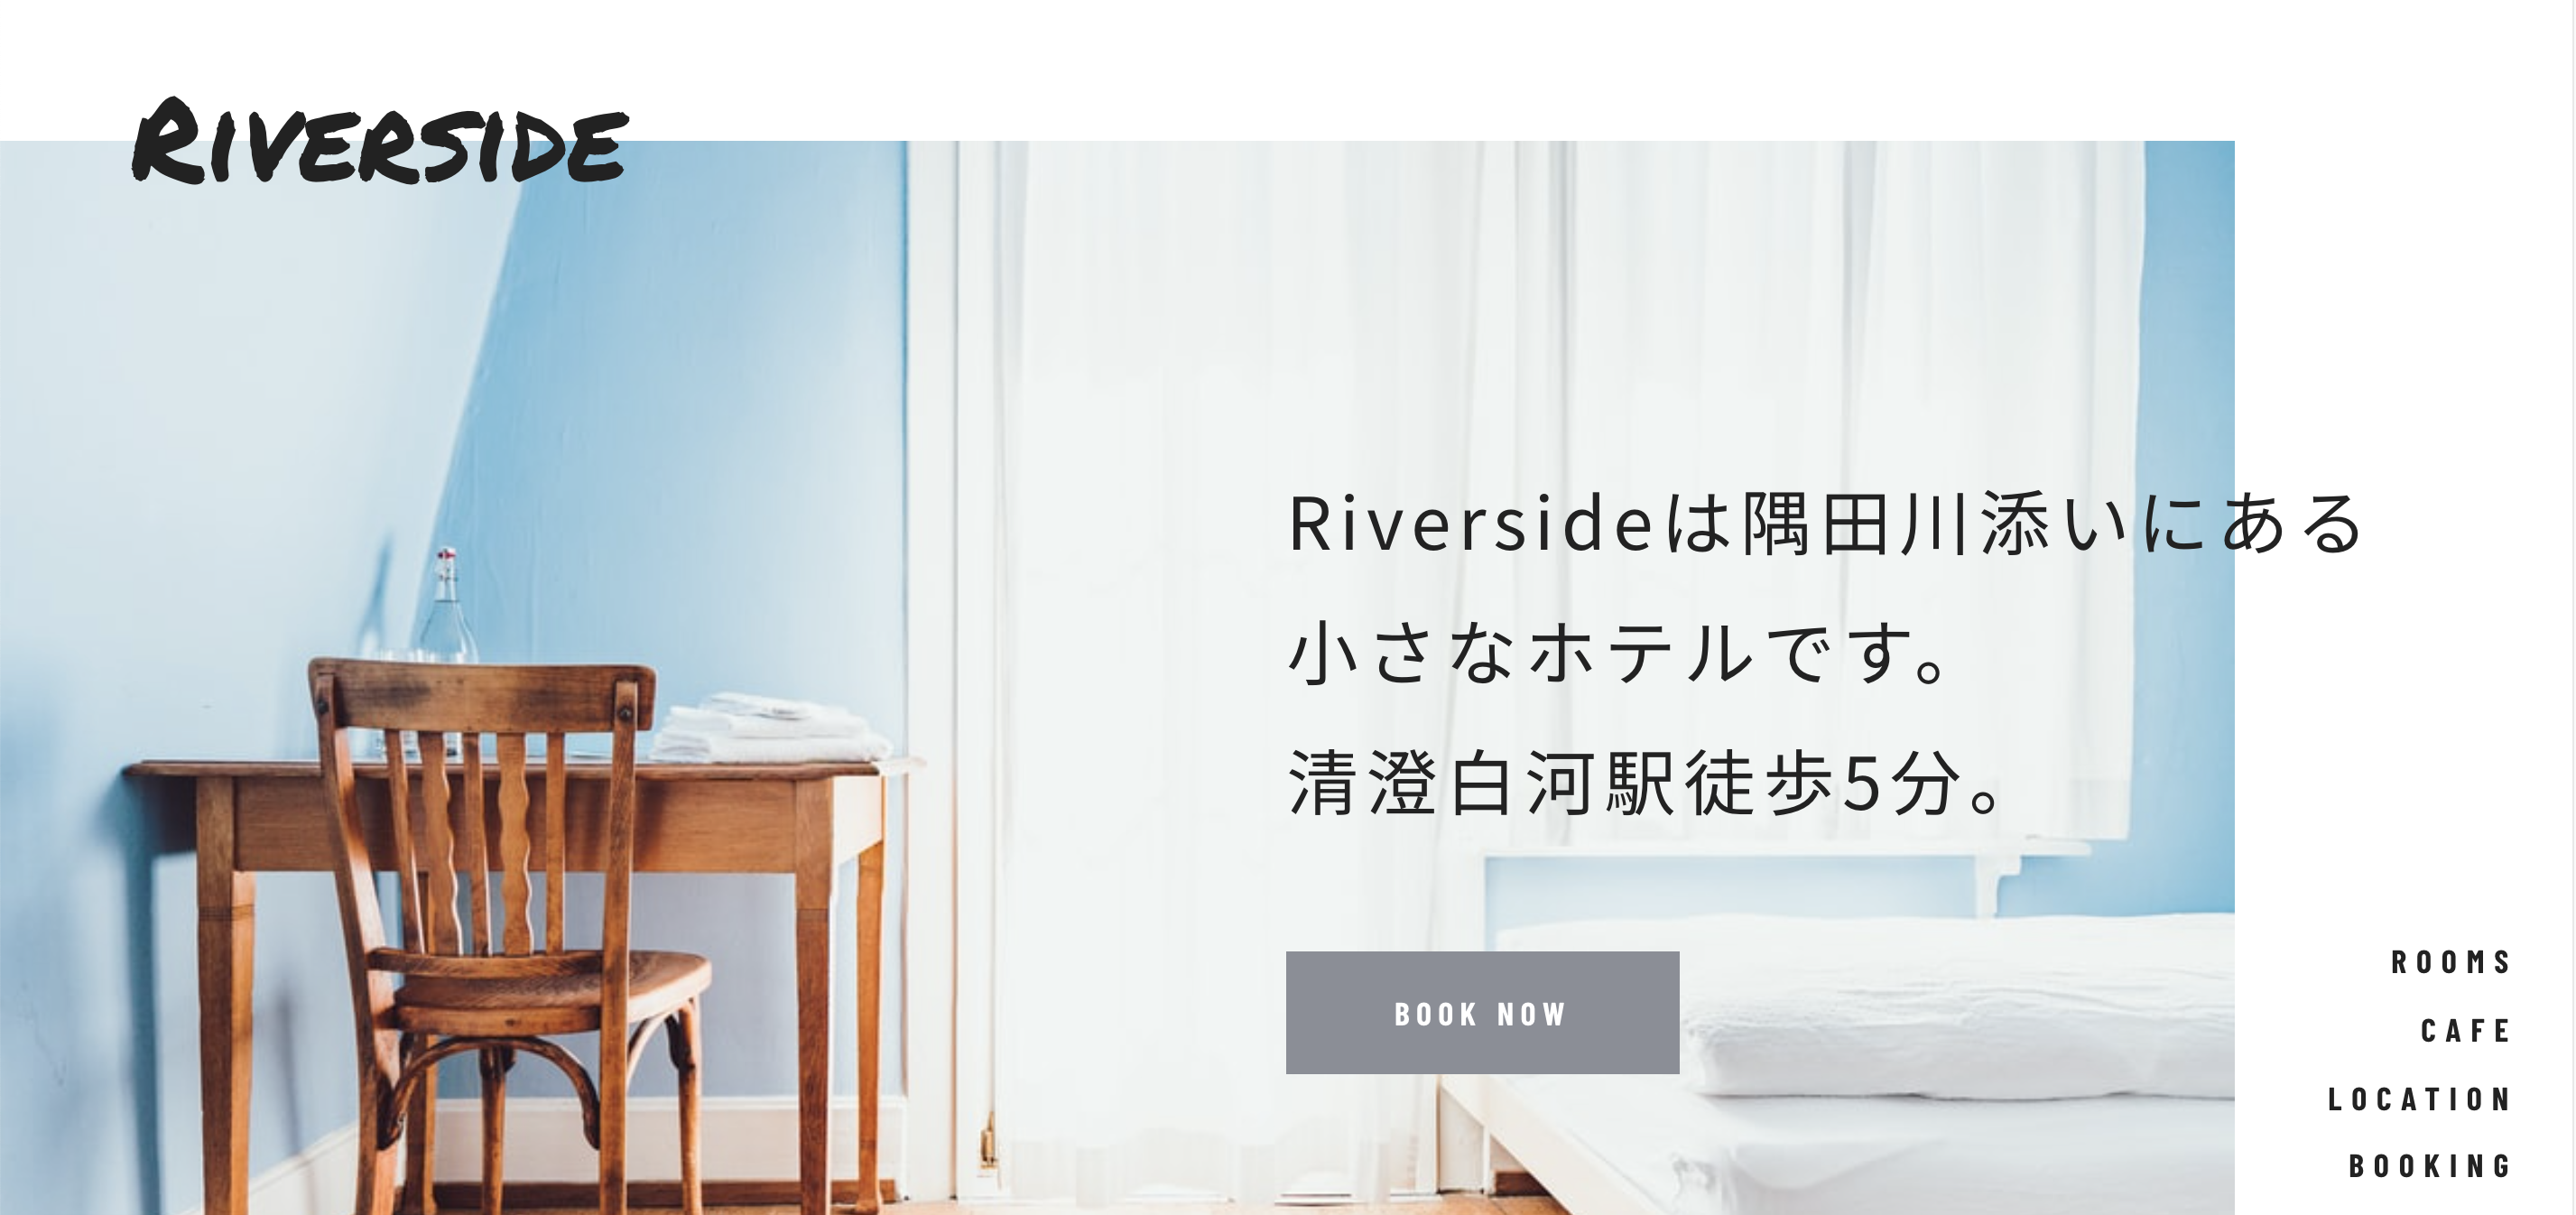 RIVERSIDE
Riversideは隅田川添いにある
小さなホテルです。
清澄白河駅徒歩5分。
BOOK NOW
ROOMS
CAFE
LOCATION
BOOKING